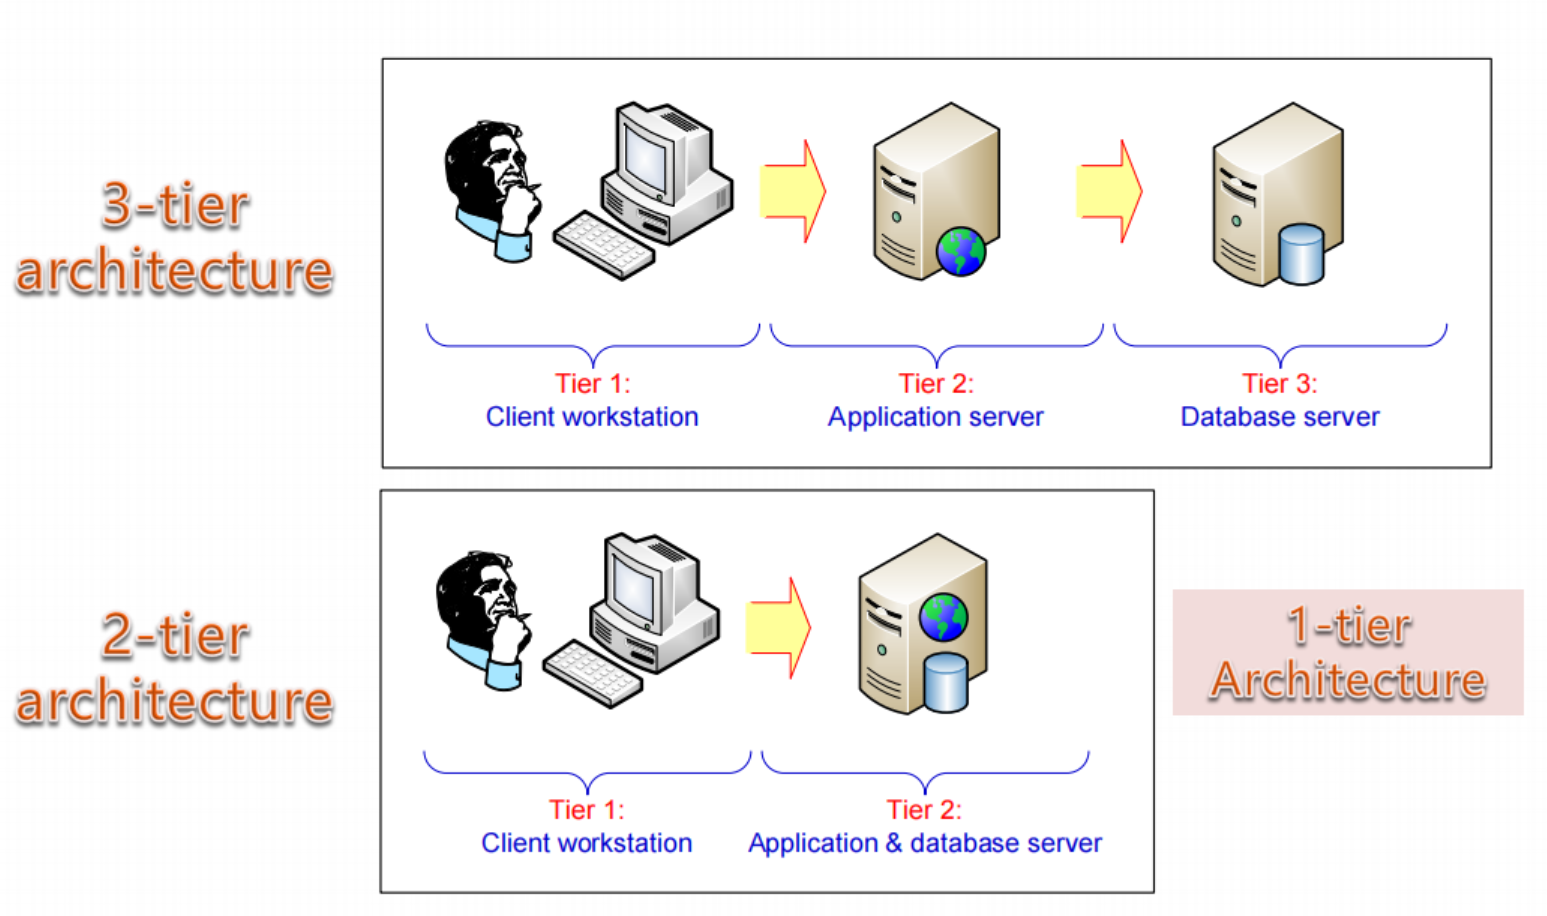 3-tier
architecture
Tier 1:
Client workstation
Tier 2:
Application server
Tier 3:
Database server
2-tier
architecture
Tier 1:
Client workstation
Tier 2:
Application & database server
1-tier
Architecture